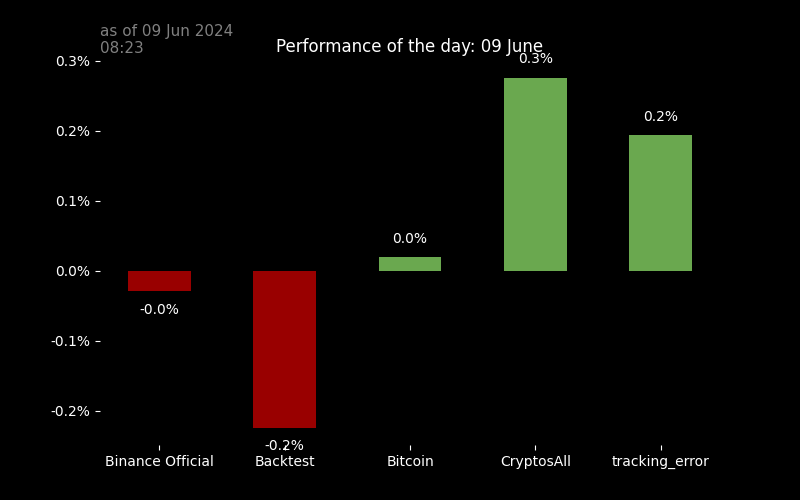 as of 09 Jun 2024
08:23
Performance of the day: 09 June
0.3%
0.2%
0.1%
0.0%
-0.1%
-0.2%
-0.0%
-0.2%
0.0%
0.3%
0.2%
Binance Official
Backtest
Bitcoin
CryptosAll
tracking_error